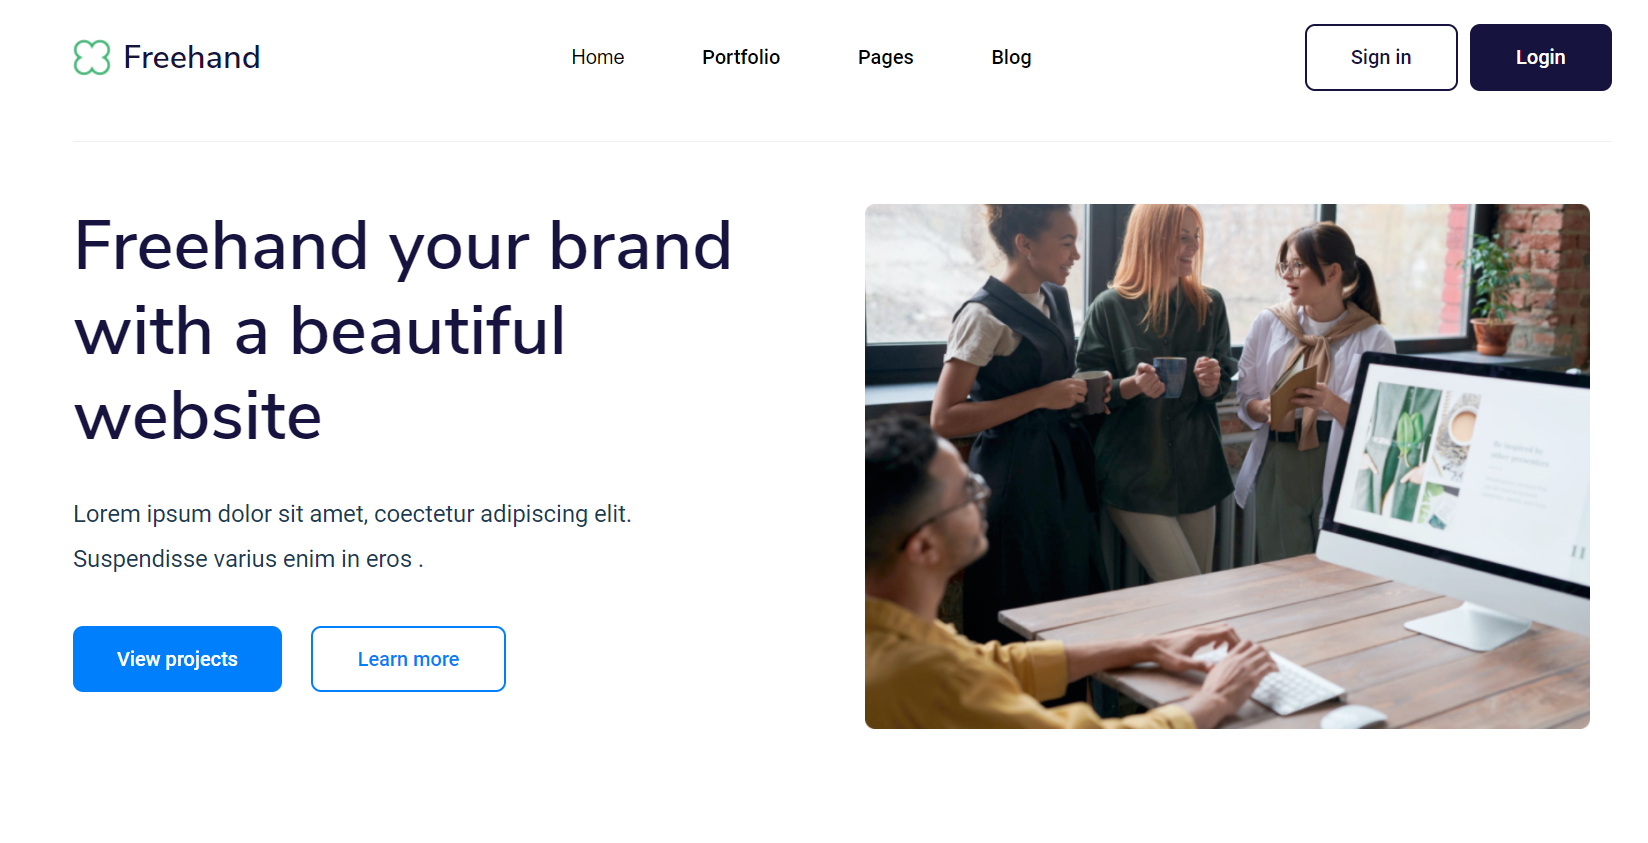 Freehand
Home Portfolio Pages Blog
Sign in Login
Freehand your brand
with a beautiful
website
Lorem ipsum dolor sit amet, coectetur adipiscing elit.
Suspendisse varius enim in eros .
View projects Learn more